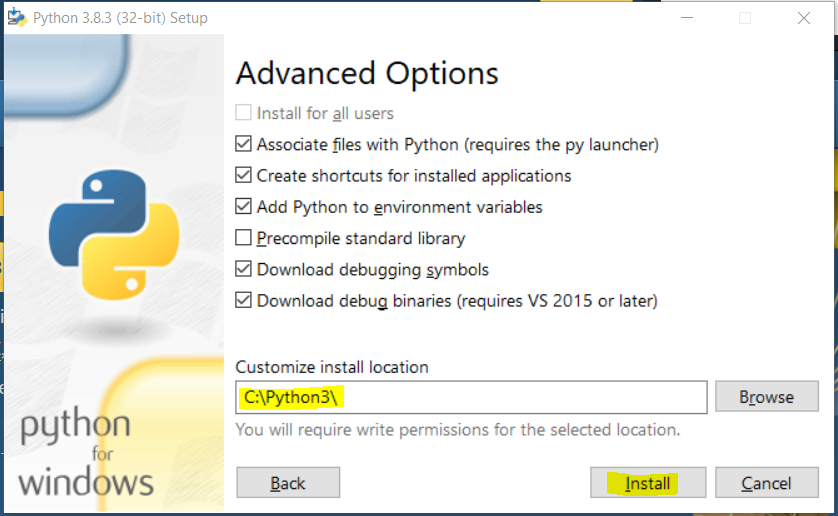 Python 3.8.3 (32-bit) Setup
Advanced Options
Install for all users
Associate files with Python (requires the py launcher)
Create shortcuts for installed applications
Add Python to environment variables
Precompile standard library
Download debugging symbols
Download debug binaries (requires VS 2015 or later)
Customize install location
C:\Python3\
Browse
You will require write permissions for the selected location.
python
for
windows
Back
Install
Cancel